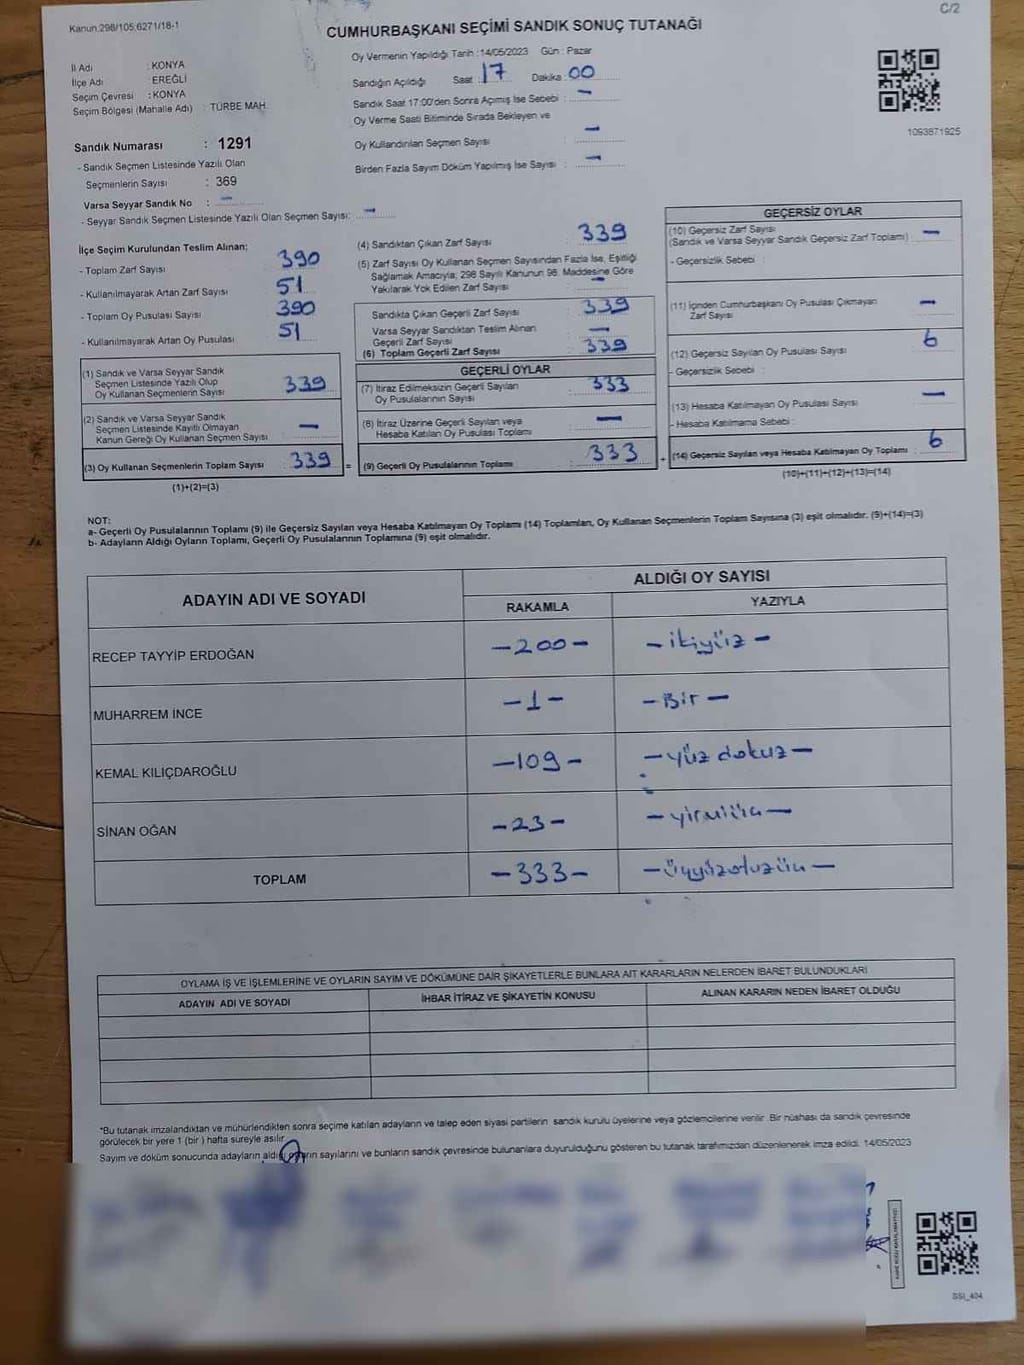 Kanun.298/105,6271/18-1
C/2
CUMHURBAŞKANI SEÇİMİ SANDIK SONUÇ TUTANAĞI
İl Adı : KONYA
İlçe Adı : EREĞLİ
Seçim Çevresi : KONYA
Seçim Bölgesi (Mahalle Adı) : TÜRBE MAH.
Sandık Numarası : 1291
- Sandık Seçmen Listesinde Yazılı Olan
Seçmenlerin Sayısı : 369
Varsa Seyyar Sandık No : -
- Seyyar Sandık Seçmen Listesinde Yazılı Olan Seçmen Sayısı: -
Oy Vermenin Yapıldığı Tarih : 14/05/2023 Gün : Pazar
Sandığın Açıldığı Saat : 17 Dakika : 00
Sandık Saat 17:00'den Sonra Açmış İse Sebebi : -
Oy Verme Saati Bitiminde Sırada Bekleyen ve
Oy Kullandırılan Seçmen Sayısı -
Birden Fazla Sayım Döküm Yapılmış İse Sayısı : -
1093871925
İlçe Seçim Kurulundan Teslim Alınan;
- Toplam Zarf Sayısı 390
- Kullanılmayarak Artan Zarf Sayısı 51
- Toplam Oy Pusulası Sayısı 390
- Kullanılmayarak Artan Oy Pusulası 51
(1) Sandık ve Varsa Seyyar Sandık
Seçmen Listesinde Yazılı Olup
Oy Kullanan Seçmenlerin Sayısı 339
(2) Sandık ve Varsa Seyyar Sandık
Seçmen Listesinde Kayıtlı Olmayan
Kanun Gereği Oy Kullanan Seçmen Sayısı -
(3) Oy Kullanan Seçmenlerin Toplam Sayısı : 339 =
(1)+(2)=(3)
(4) Sandıktan Çıkan Zarf Sayısı 339
(5) Zarf Sayısı Oy Kullanan Seçmen Sayısından Fazla İse, Eşitliği
Sağlamak Amacıyla; 298 Sayılı Kanunun 98. Maddesine Göre
Yakılarak Yok Edilen Zarf Sayısı : -
Sandıkta Çıkan Geçerli Zarf Sayısı 339
Varsa Seyyar Sandıktan Teslim Alınan
Geçerli Zarf Sayısı -
(6) Toplam Geçerli Zarf Sayısı 339
GEÇERLİ OYLAR
(7) İtiraz Edilmeksizin Geçerli Sayılan
Oy Pusulalarının Sayısı : 333
(8) İtiraz Üzerine Geçerli Sayılan veya
Hesaba Katılan Oy Pusulası Toplamı -
(9) Geçerli Oy Pusulalarının Toplamı : 333 +
GEÇERSİZ OYLAR
(10) Geçersiz Zarf Sayısı
(Sandık ve Varsa Seyyar Sandık Geçersiz Zarf Toplamı) -
- Geçersizlik Sebebi :
(11) İçinden Cumhurbaşkanı Oy Pusulası Çıkmayan
Zarf Sayısı -
(12) Geçersiz Sayılan Oy Pusulası Sayısı 6
- Geçersizlik Sebebi :
(13) Hesaba Katılmayan Oy Pusulası Sayısı -
- Hesaba Katılmama Sebebi :
(14) Geçersiz Sayılan veya Hesaba Katılmayan Oy Toplamı : 6
(10)+(11)+(12)+(13)=(14)
NOT:
a- Geçerli Oy Pusulalarının Toplamı (9) ile Geçersiz Sayılan veya Hesaba Katılmayan Oy Toplamı (14) Toplamları, Oy Kullanan Seçmenlerin Toplam Sayısına (3) eşit olmalıdır. (9)+(14)=(3)
b- Adayların Aldığı Oyların Toplamı, Geçerli Oy Pusulalarının Toplamına (9) eşit olmalıdır.
ADAYIN ADI VE SOYADI ALDIĞI OY SAYISI
RAKAMLA YAZIYLA
RECEP TAYYİP ERDOĞAN -200- -ikiyüz-
MUHARREM İNCE -1- -Bir-
KEMAL KILIÇDAROĞLU -109- -yüz dokuz-
SİNAN OĞAN -23- -yirmiüç-
TOPLAM -333- -üçyüzotuzüç-
OYLAMA İŞ VE İŞLEMLERİNE VE OYLARIN SAYIM VE DÖKÜMÜNE DAİR ŞİKAYETLERLE BUNLARA AİT KARARLARIN NELERDEN İBARET BULUNDUKLARI
ADAYIN ADI VE SOYADI İHBAR İTİRAZ VE ŞİKAYETİN KONUSU ALINAN KARARIN NEDEN İBARET OLDUĞU
*Bu tutanak imzalandıktan ve mühürlendikten sonra seçime katılan adayların ve talep eden siyasi partilerin sandık kurulu üyelerine veya gözlemcilerine verilir. Bir nüshası da sandık çevresinde
görülecek bir yere 1 (bir ) hafta süreyle asılır.
Sayım ve döküm sonucunda adayların aldığı oyların sayılarını ve bunların sandık çevresinde bulunanlara duyurulduğunu gösteren bu tutanak tarafımızdan düzenlenerek imza edildi. 14/05/2023
SSI_404